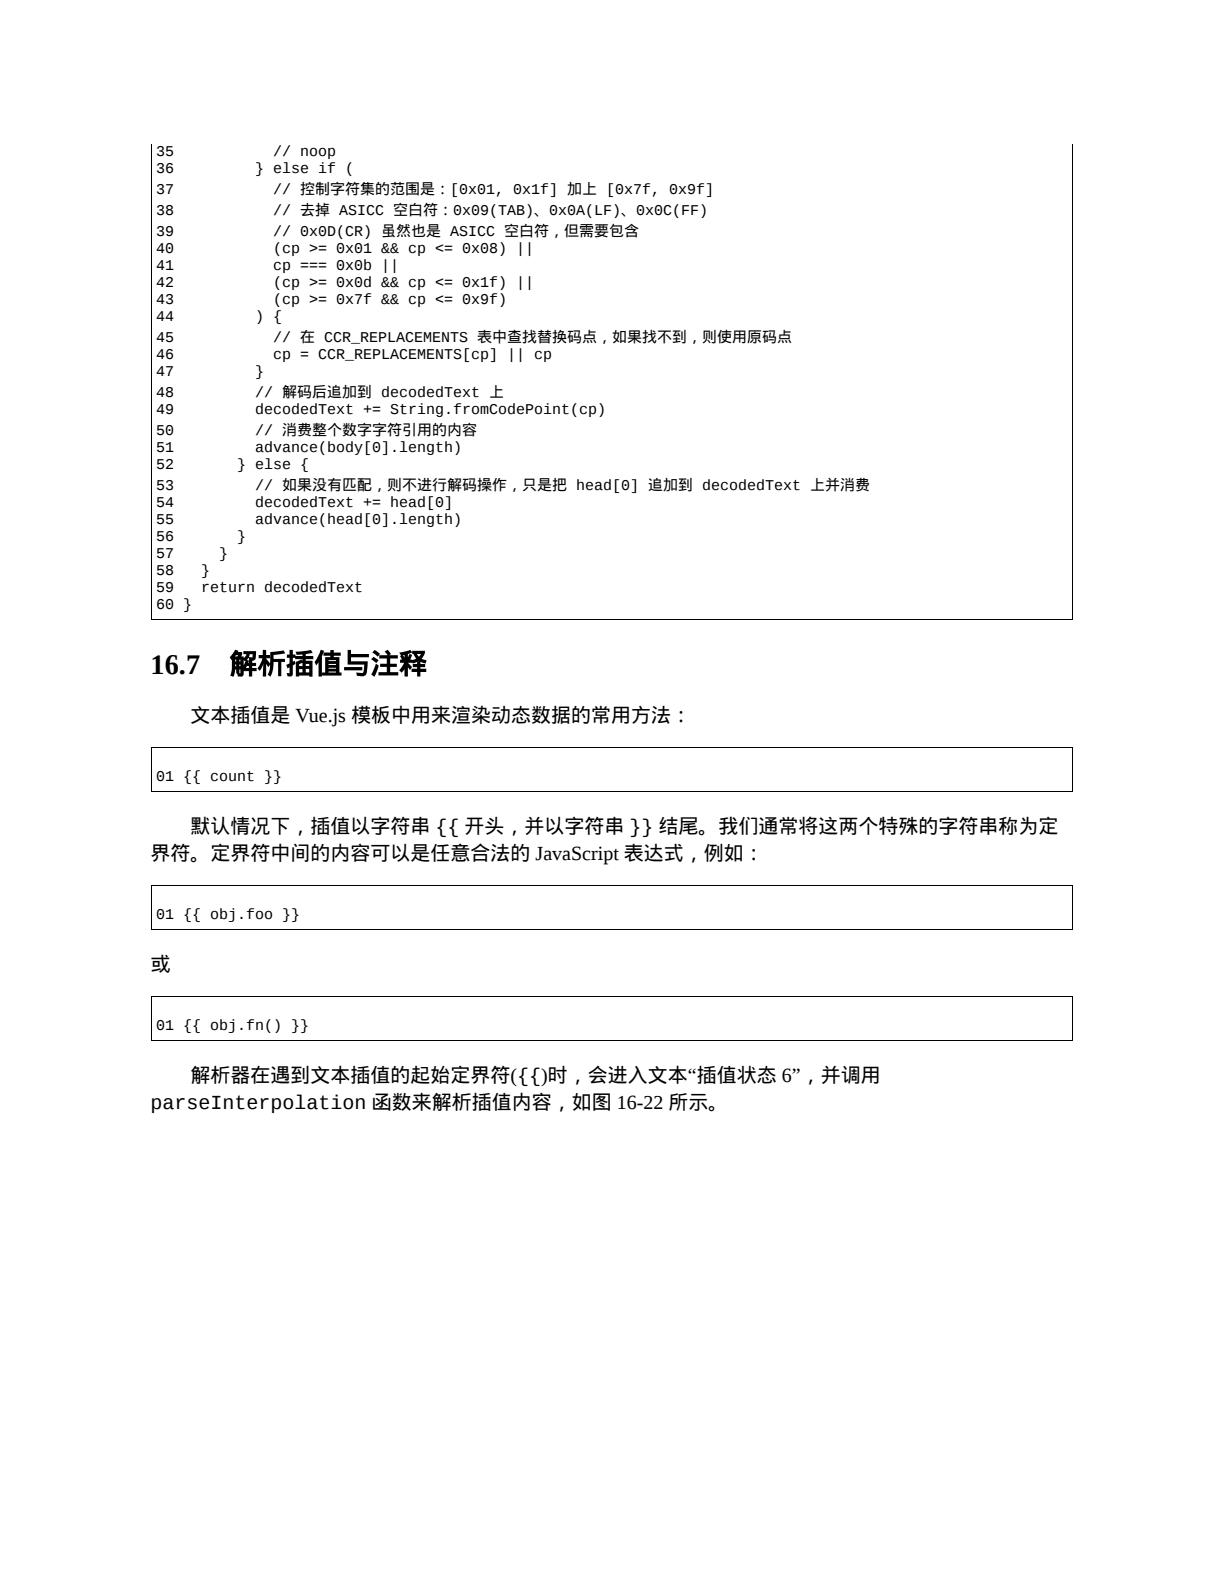 35           // noop
36         } else if (
37           // 控制字符集的范围是：[0x01, 0x1f] 加上 [0x7f, 0x9f]
38           // 去掉 ASICC 空白符：0x09(TAB)、0x0A(LF)、0x0C(FF)
39           // 0x0D(CR) 虽然也是 ASICC 空白符，但需要包含
40           (cp >= 0x01 && cp <= 0x08) ||
41           cp === 0x0b ||
42           (cp >= 0x0d && cp <= 0x1f) ||
43           (cp >= 0x7f && cp <= 0x9f)
44         ) {
45           // 在 CCR_REPLACEMENTS 表中查找替换码点，如果找不到，则使用原码点
46           cp = CCR_REPLACEMENTS[cp] || cp
47         }
48         // 解码后追加到 decodedText 上
49         decodedText += String.fromCodePoint(cp)
50         // 消费整个数字字符引用的内容
51         advance(body[0].length)
52       } else {
53         // 如果没有匹配，则不进行解码操作，只是把 head[0] 追加到 decodedText 上并消费
54         decodedText += head[0]
55         advance(head[0].length)
56       }
57     }
58   }
59   return decodedText
60 }
16.7　解析插值与注释
文本插值是 Vue.js 模板中用来渲染动态数据的常用方法：
01 {{ count }}
默认情况下，插值以字符串 {{ 开头，并以字符串 }} 结尾。我们通常将这两个特殊的字符串称为定
界符。定界符中间的内容可以是任意合法的 JavaScript 表达式，例如：
01 {{ obj.foo }}
或
01 {{ obj.fn() }}
解析器在遇到文本插值的起始定界符({{)时，会进入文本“插值状态 6”，并调用
parseInterpolation 函数来解析插值内容，如图 16-22 所示。